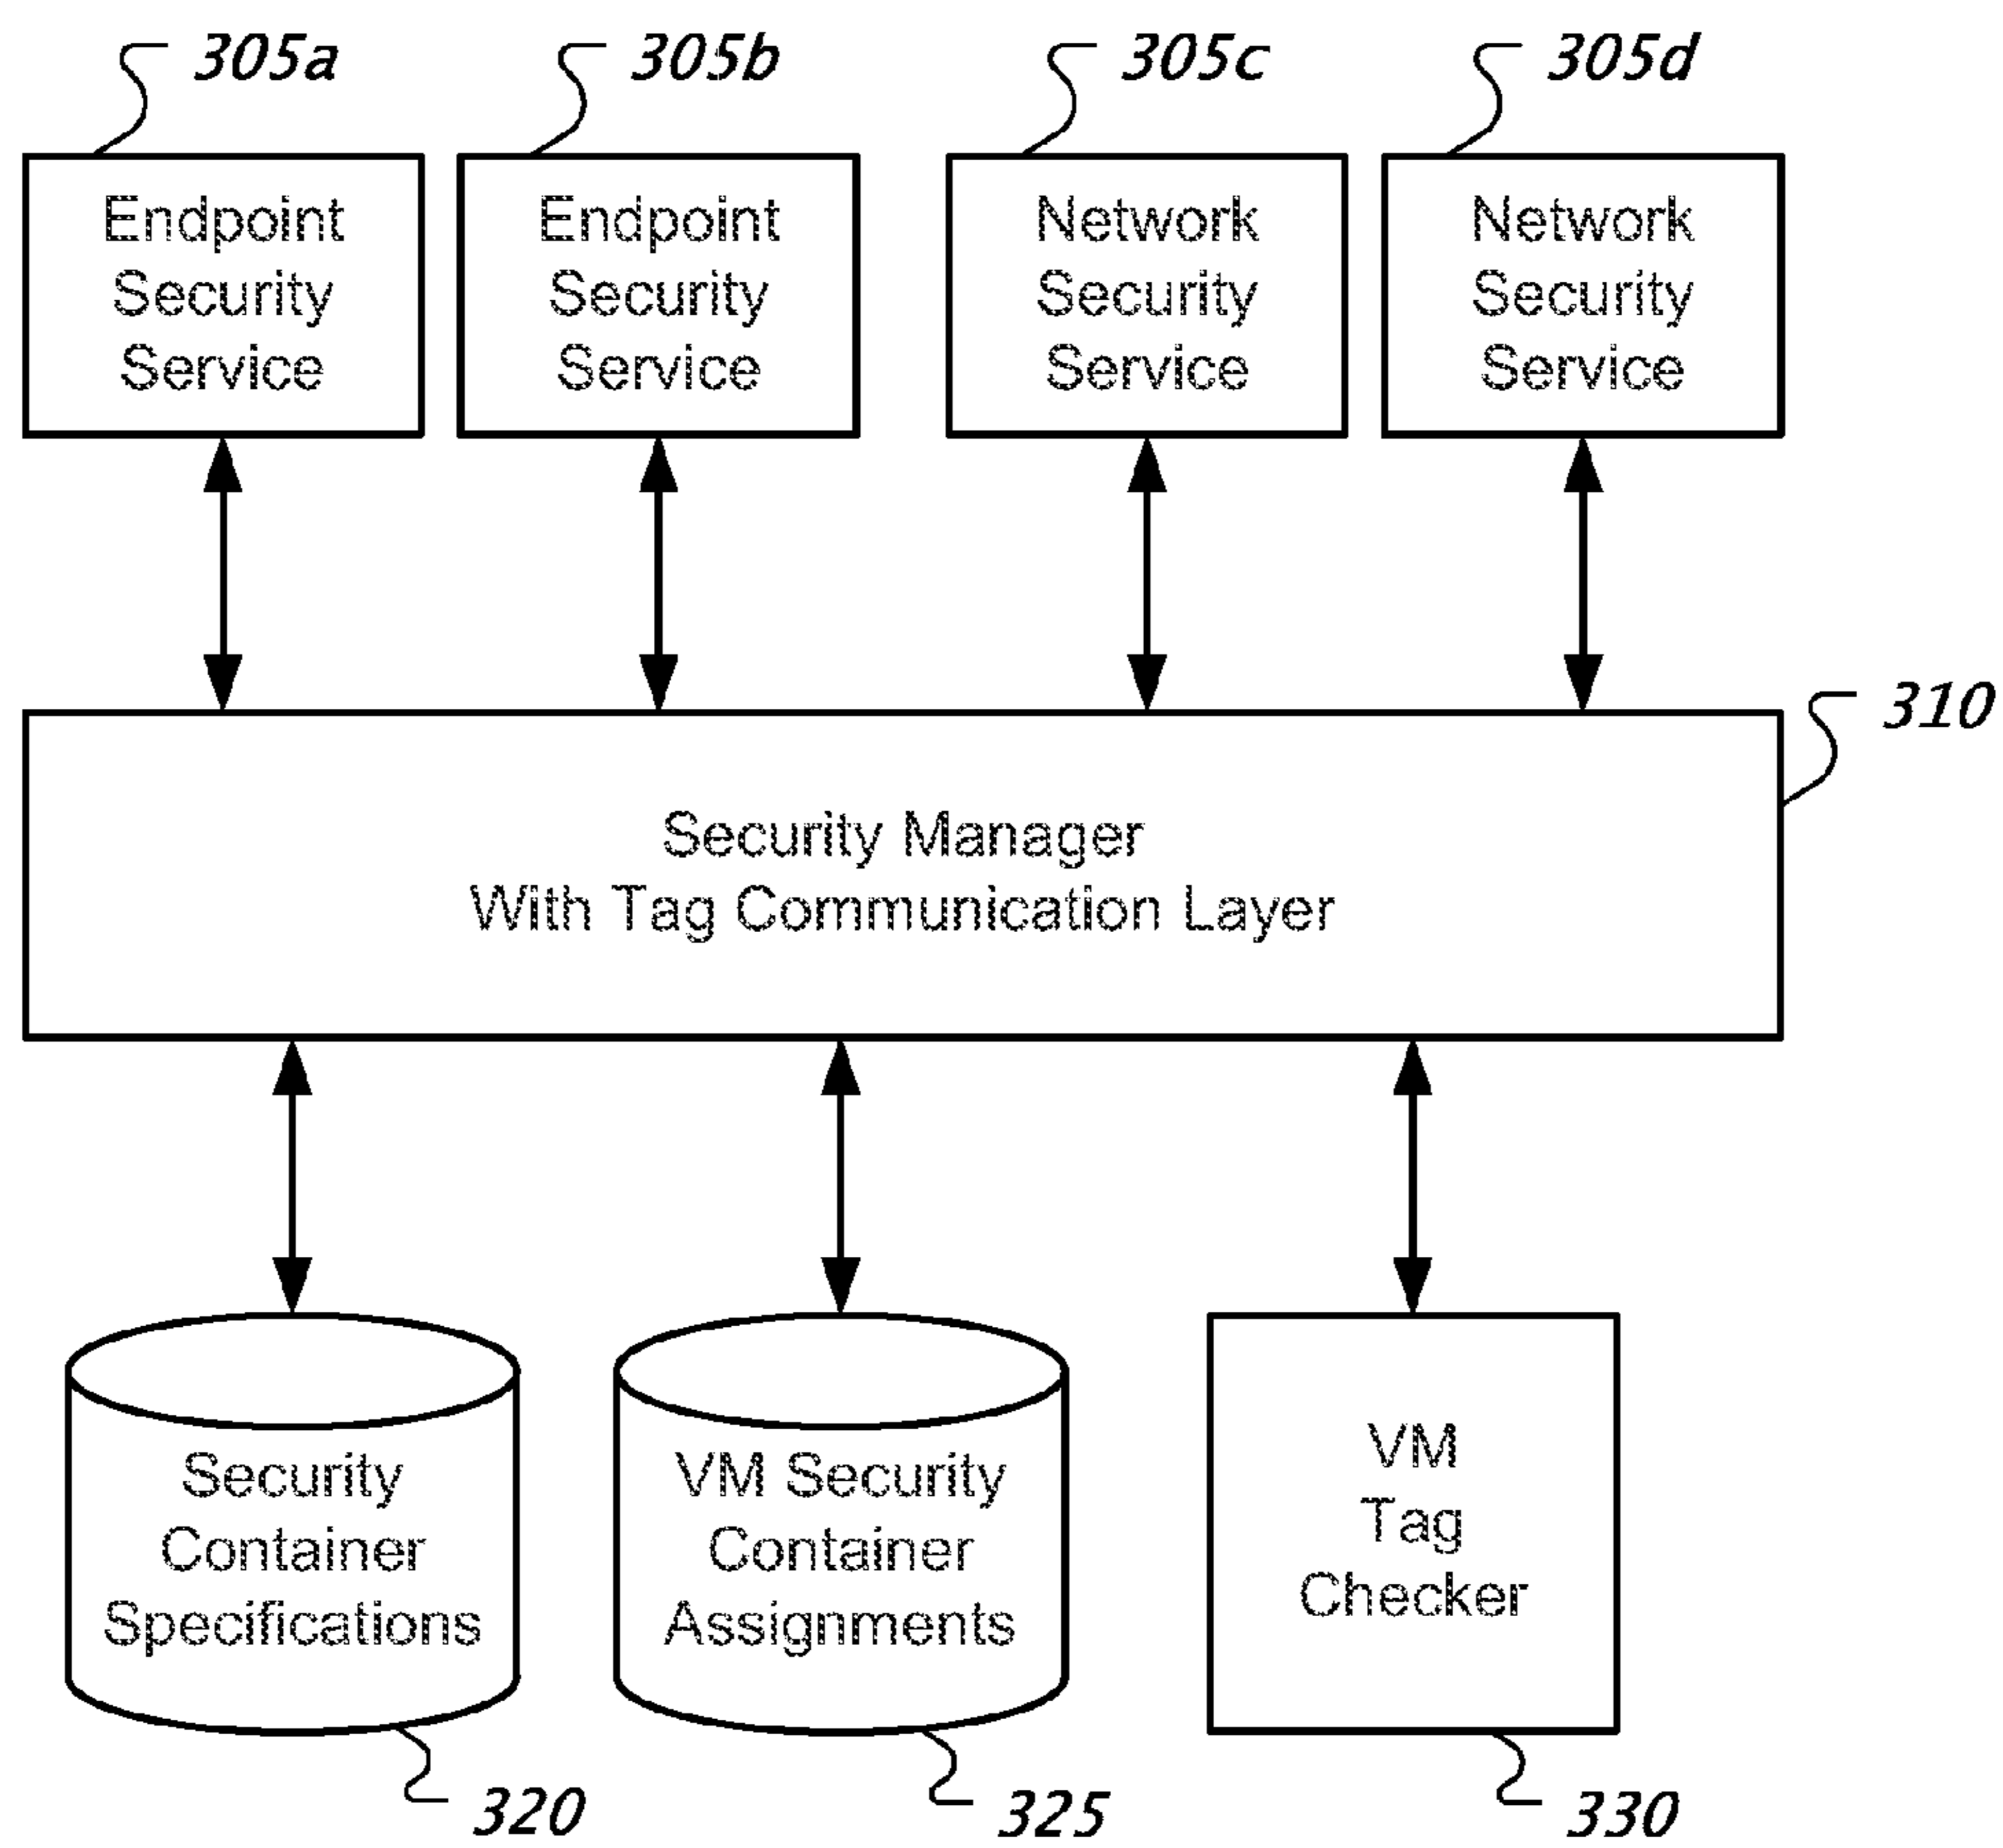 305a
305b
305c
305d
Endpoint
Security
Service
Endpoint
Security
Service
Network
Security
Service
Network
Security
Service
310
Security Manager
With Tag Communication Layer
Security
Container
Specifications
VM Security
Container
Assignments
VM
Tag
Checker
320
325
330